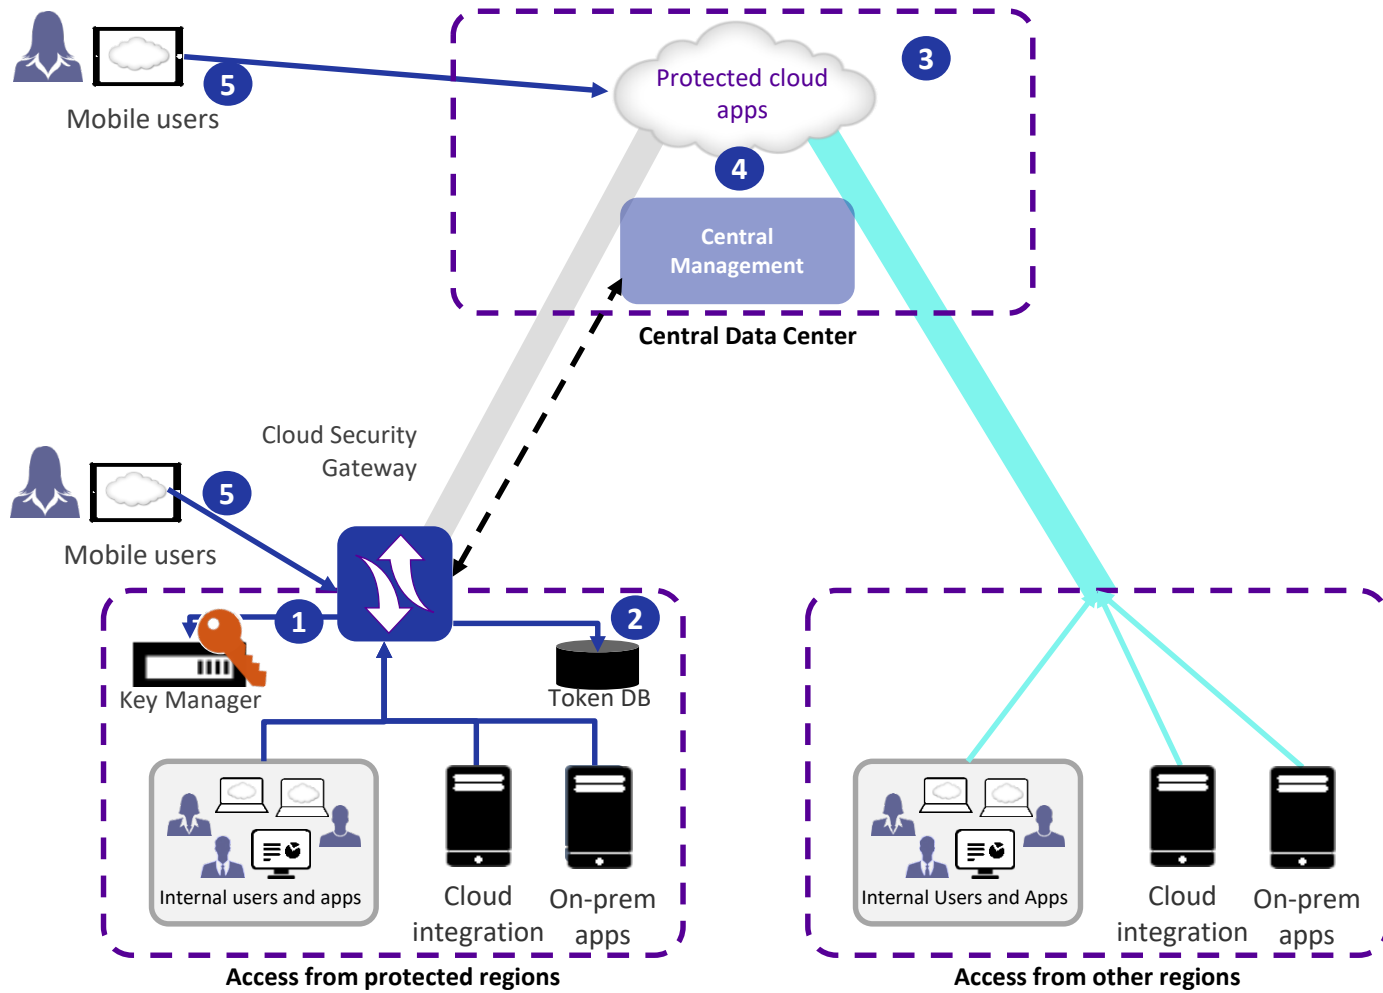 3
Protected cloud
apps
5
Mobile users
4
Central
Management
Central Data Center
Cloud Security
Gateway
5
Mobile users
1
2
Key Manager
Token DB
Internal users and apps
Cloud
integration
On-prem
apps
Access from protected regions
Internal Users and Apps
Cloud
integration
On-prem
apps
Access from other regions